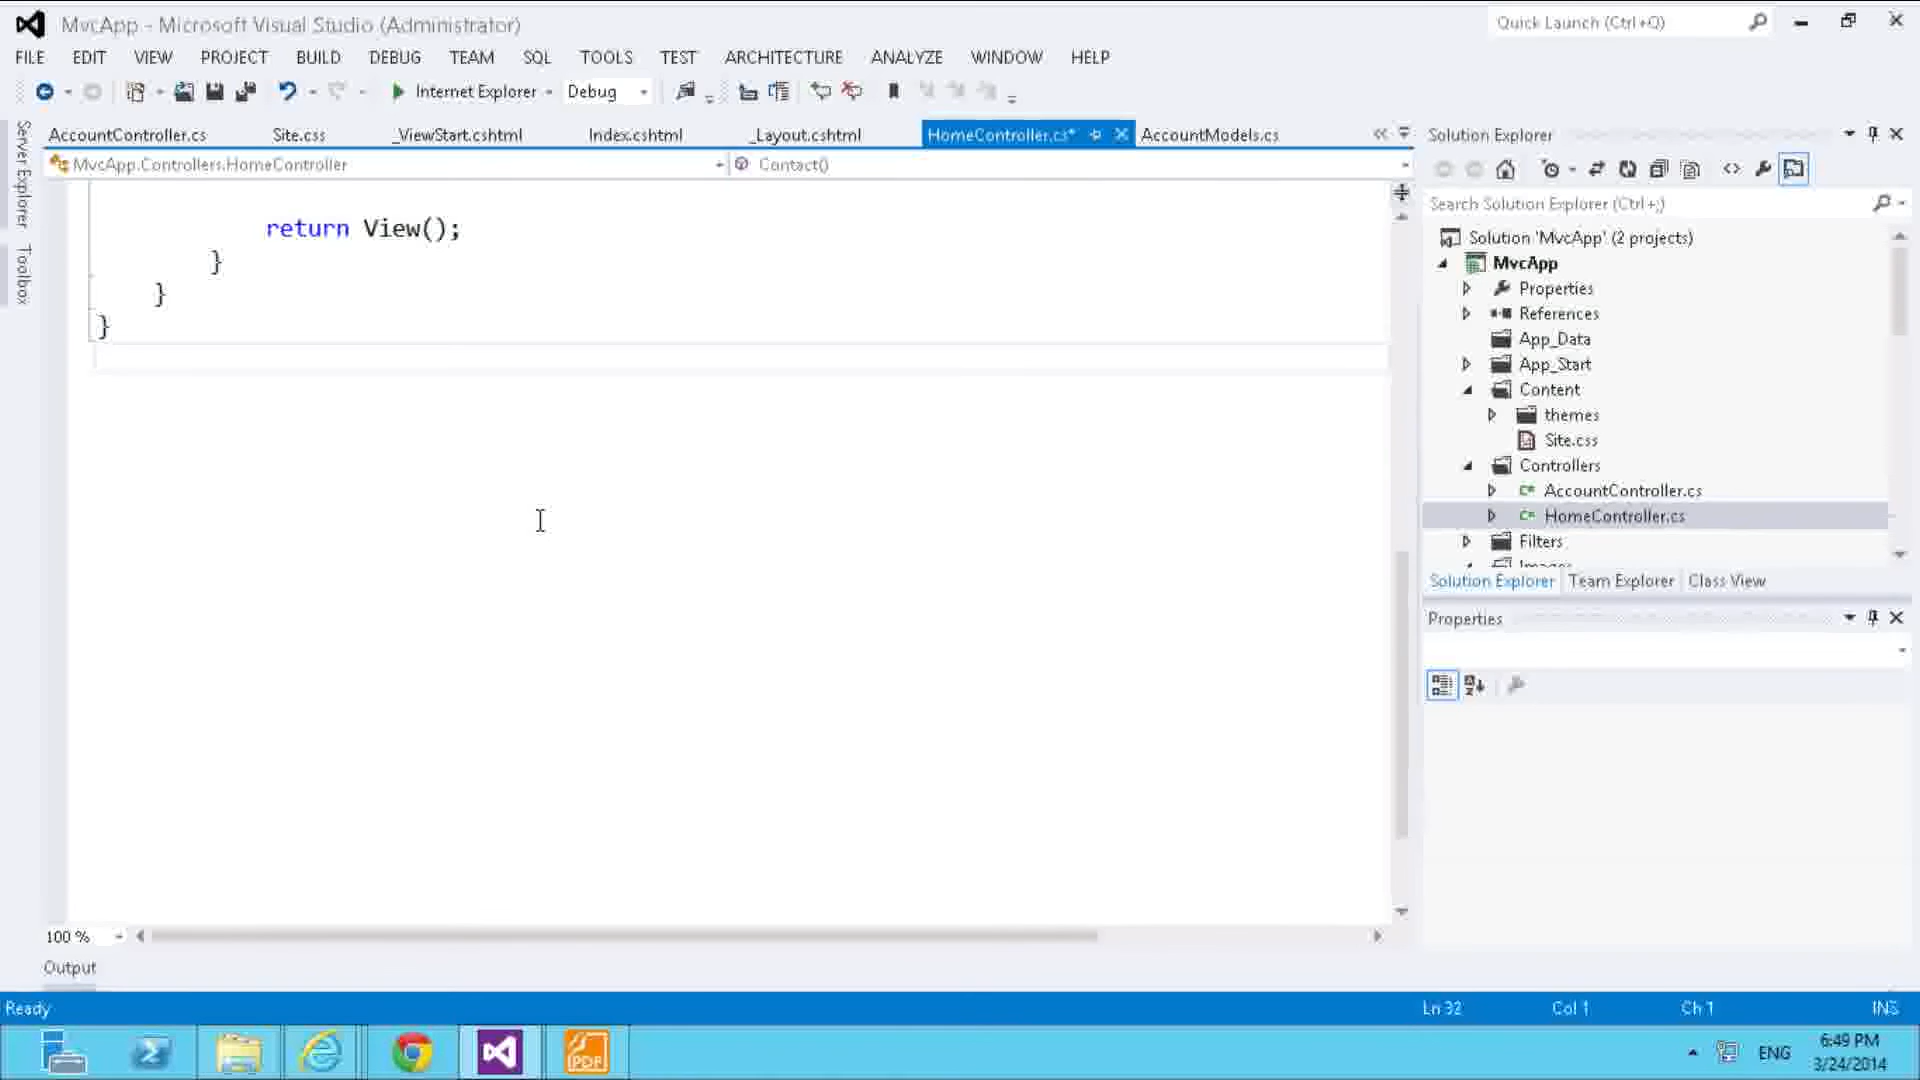 MvcApp - Microsoft Visual Studio (Administrator)
Quick Launch (Ctrl+Q)
FILE EDIT VIEW PROJECT BUILD DEBUG TEAM SQL TOOLS TEST ARCHITECTURE ANALYZE WINDOW HELP
Internet Explorer Debug
Server Explorer
Toolbox
AccountController.cs Site.css _ViewStart.cshtml Index.cshtml _Layout.cshtml HomeController.cs* AccountModels.cs
MvcApp.Controllers.HomeController Contact()
return View();
}
}
}
100 %
Output
Solution Explorer
Search Solution Explorer (Ctrl+;)
Solution 'MvcApp' (2 projects)
MvcApp
Properties
References
App_Data
App_Start
Content
themes
Site.css
Controllers
AccountController.cs
HomeController.cs
Filters
Images
Solution Explorer Team Explorer Class View
Properties
Ready Ln 32 Col 1 Ch 1 INS
PDF
ENG
6:49 PM
3/24/2014